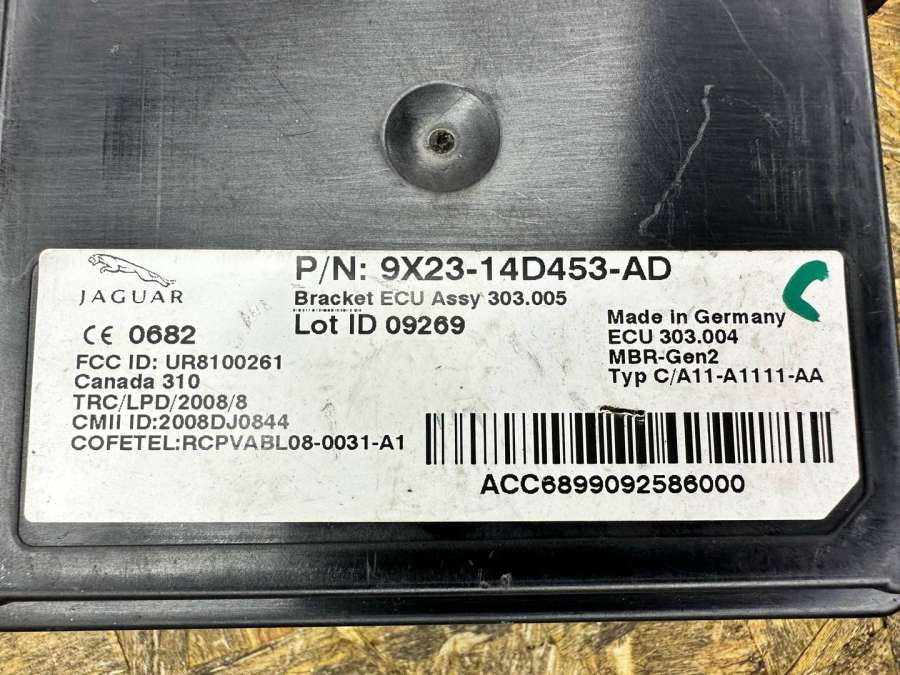 JAGUAR
P/N: 9X23-14D453-AD
Bracket ECU Assy 303.005
Lot ID 09269
CE 0682
FCC ID: UR8100261
Canada 310
TRC/LPD/2008/8
CMII ID:2008DJ0844
COFETEL:RCPVABL08-0031-A1
Made in Germany
ECU 303.004
MBR-Gen2
Typ C/A11-A1111-AA
ACC6899092586000